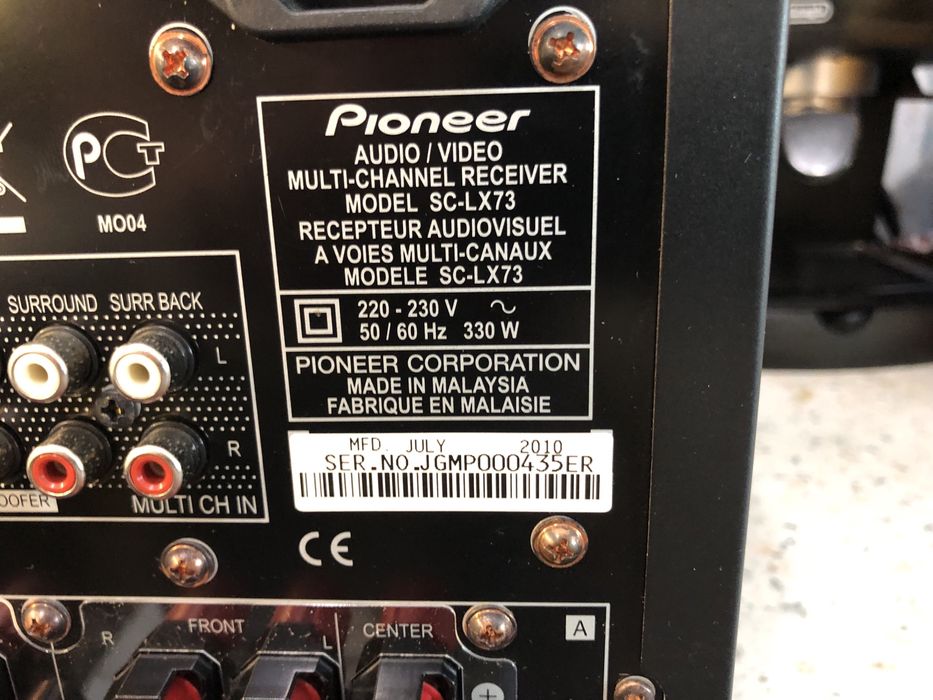 Pioneer
AUDIO / VIDEO
MULTI-CHANNEL RECEIVER
MODEL SC-LX73
RECEPTEUR AUDIOVISUEL
A VOIES MULTI-CANAUX
MODELE SC-LX73
220 - 230 V
50 / 60 Hz 330 W
PIONEER CORPORATION
MADE IN MALAYSIA
FABRIQUE EN MALAISIE
MFD. JULY 2010
SER.NO.JGMP000435ER
CE
PCT
MO04
SURROUND SURR BACK
L
R
OOFER
MULTI CH IN
R FRONT L
CENTER
A